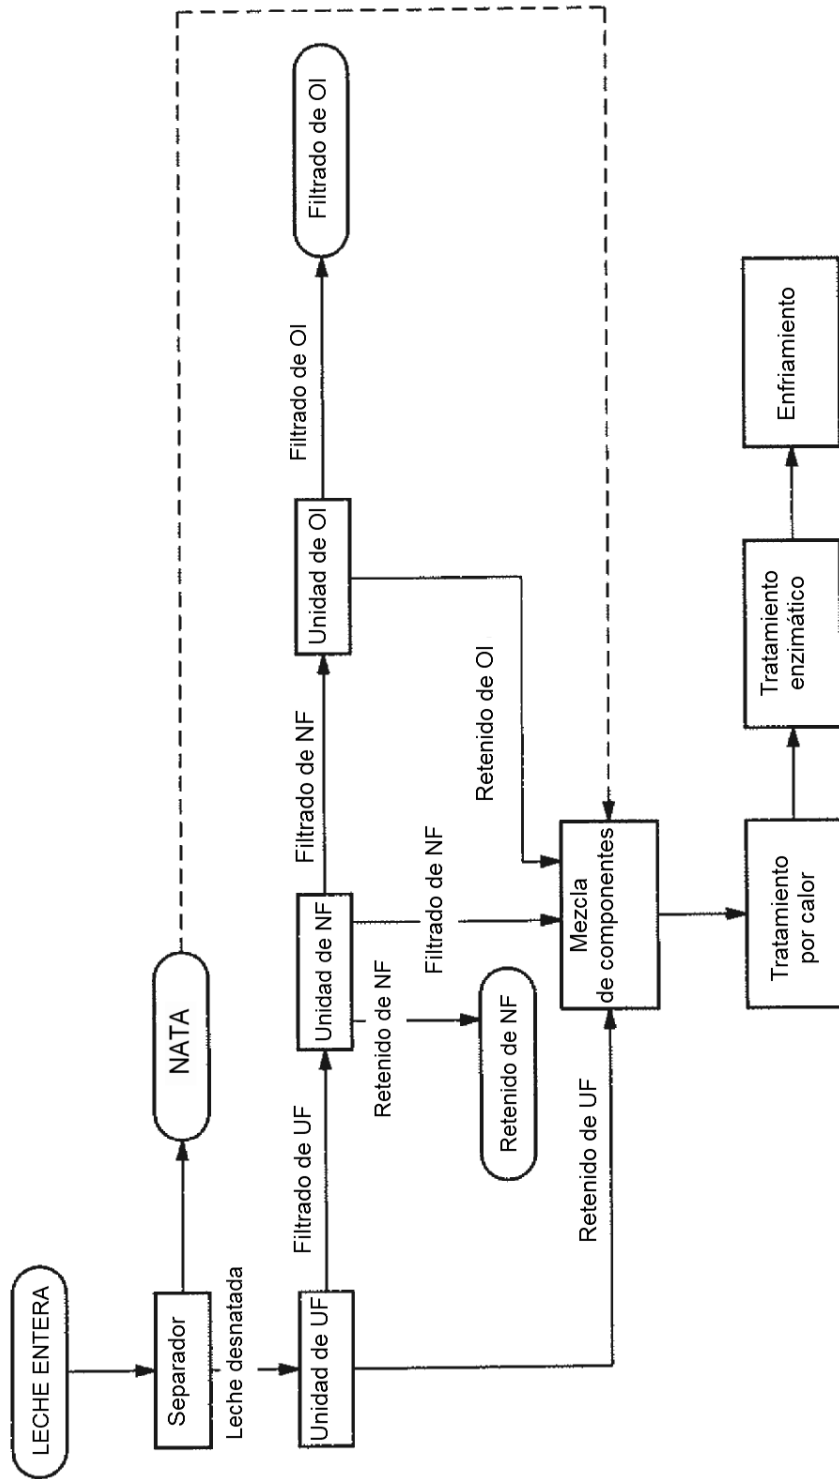 LECHE ENTERA
Separador
NATA
Leche desnatada
Unidad de UF
Filtrado de UF
Unidad de NF
Filtrado de NF
Unidad de OI
Filtrado de OI
Filtrado de OI
Retenido de NF
Retenido de NF
Filtrado de NF
Retenido de OI
Retenido de UF
Mezcla
de componentes
Tratamiento
por calor
Tratamiento
enzimático
Enfriamiento